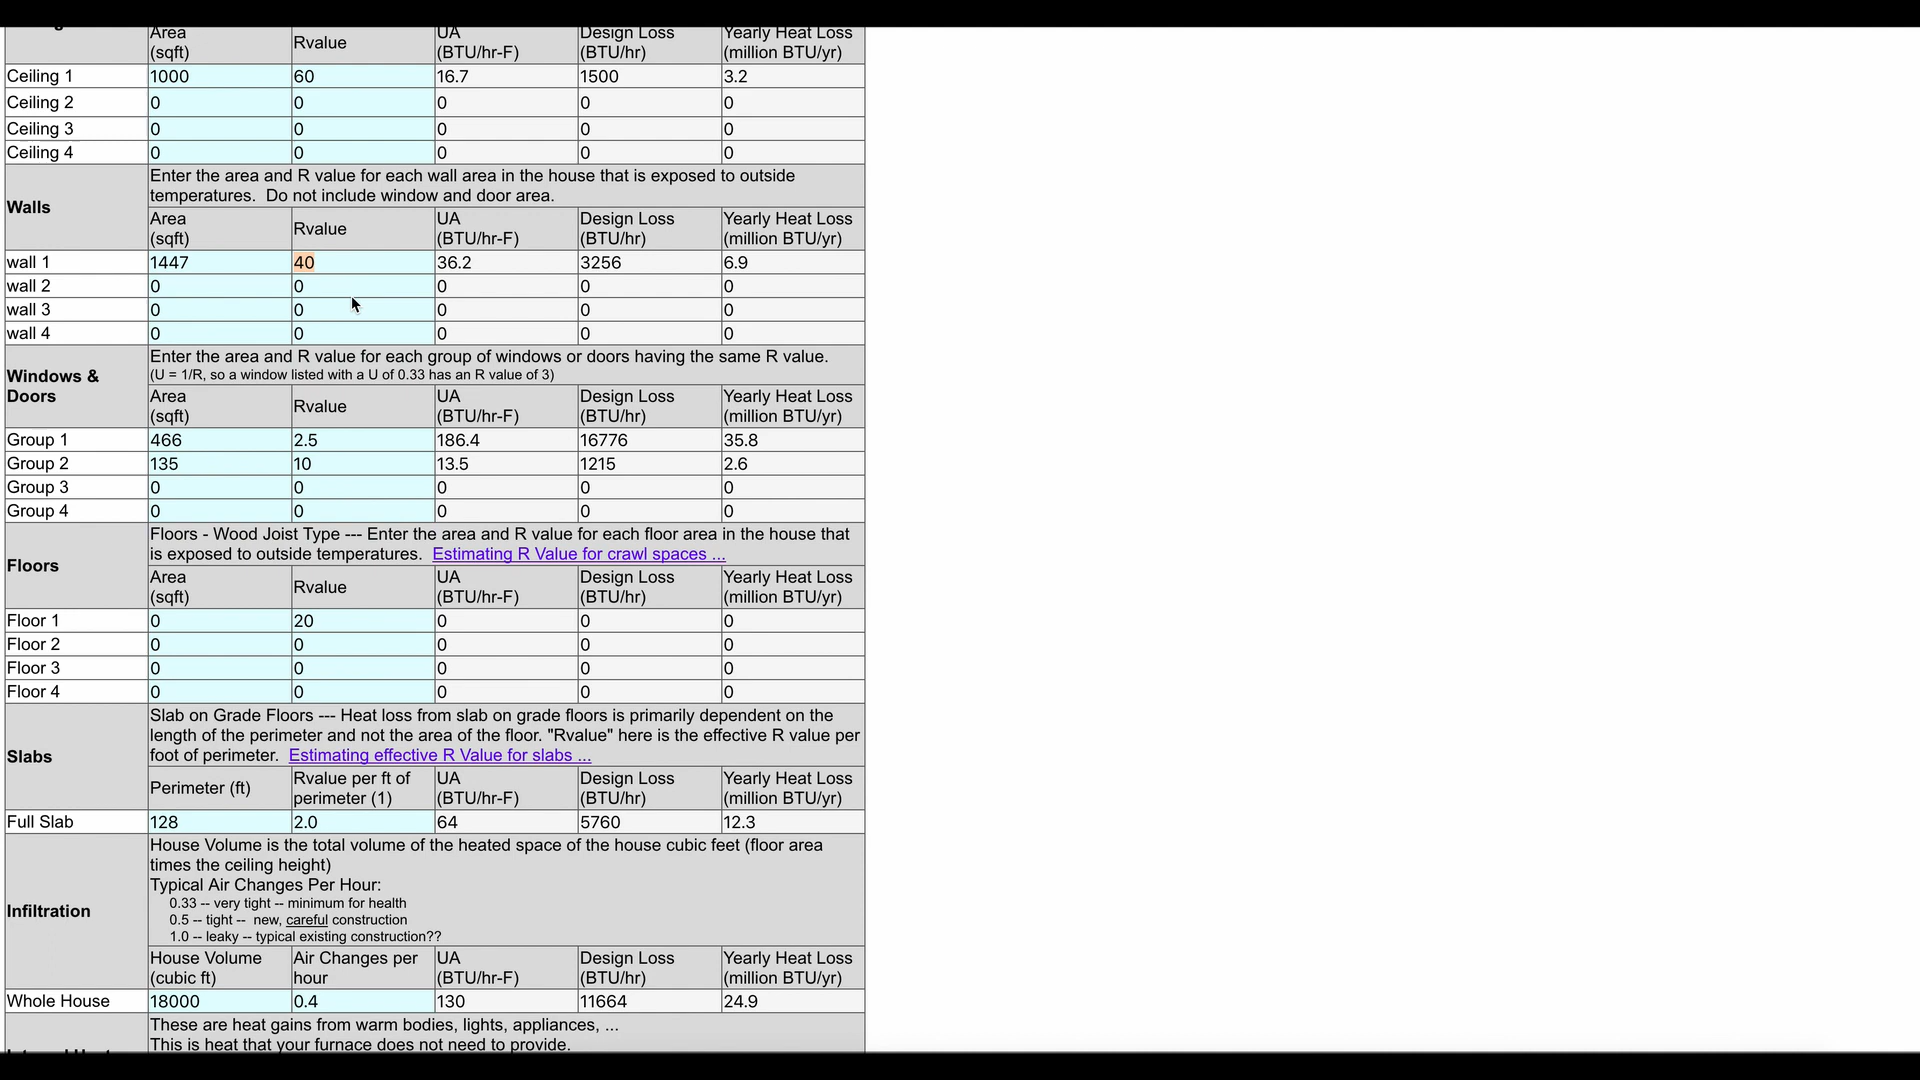 Area
(sqft)
Rvalue
UA
(BTU/hr-F)
Design Loss
(BTU/hr)
Yearly Heat Loss
(million BTU/yr)
Ceiling 1 1000 60 16.7 1500 3.2
Ceiling 2 0 0 0 0 0
Ceiling 3 0 0 0 0 0
Ceiling 4 0 0 0 0 0
Walls
Enter the area and R value for each wall area in the house that is exposed to outside
temperatures.  Do not include window and door area.
Area
(sqft)
Rvalue
UA
(BTU/hr-F)
Design Loss
(BTU/hr)
Yearly Heat Loss
(million BTU/yr)
wall 1 1447 40 36.2 3256 6.9
wall 2 0 0 0 0 0
wall 3 0 0 0 0 0
wall 4 0 0 0 0 0
Windows &
Doors
Enter the area and R value for each group of windows or doors having the same R value.
(U = 1/R, so a window listed with a U of 0.33 has an R value of 3)
Area
(sqft)
Rvalue
UA
(BTU/hr-F)
Design Loss
(BTU/hr)
Yearly Heat Loss
(million BTU/yr)
Group 1 466 2.5 186.4 16776 35.8
Group 2 135 10 13.5 1215 2.6
Group 3 0 0 0 0 0
Group 4 0 0 0 0 0
Floors
Floors - Wood Joist Type --- Enter the area and R value for each floor area in the house that
is exposed to outside temperatures.  Estimating R Value for crawl spaces ...
Area
(sqft)
Rvalue
UA
(BTU/hr-F)
Design Loss
(BTU/hr)
Yearly Heat Loss
(million BTU/yr)
Floor 1 0 20 0 0 0
Floor 2 0 0 0 0 0
Floor 3 0 0 0 0 0
Floor 4 0 0 0 0 0
Slabs
Slab on Grade Floors --- Heat loss from slab on grade floors is primarily dependent on the
length of the perimeter and not the area of the floor. "Rvalue" here is the effective R value per
foot of perimeter.  Estimating effective R Value for slabs ...
Perimeter (ft)
Rvalue per ft of
perimeter (1)
UA
(BTU/hr-F)
Design Loss
(BTU/hr)
Yearly Heat Loss
(million BTU/yr)
Full Slab 128 2.0 64 5760 12.3
Infiltration
House Volume is the total volume of the heated space of the house cubic feet (floor area
times the ceiling height)
Typical Air Changes Per Hour:
0.33 -- very tight -- minimum for health
0.5 -- tight --  new, careful construction
1.0 -- leaky -- typical existing construction??
House Volume
(cubic ft)
Air Changes per
hour
UA
(BTU/hr-F)
Design Loss
(BTU/hr)
Yearly Heat Loss
(million BTU/yr)
Whole House 18000 0.4 130 11664 24.9
These are heat gains from warm bodies, lights, appliances, ...
This is heat that your furnace does not need to provide.